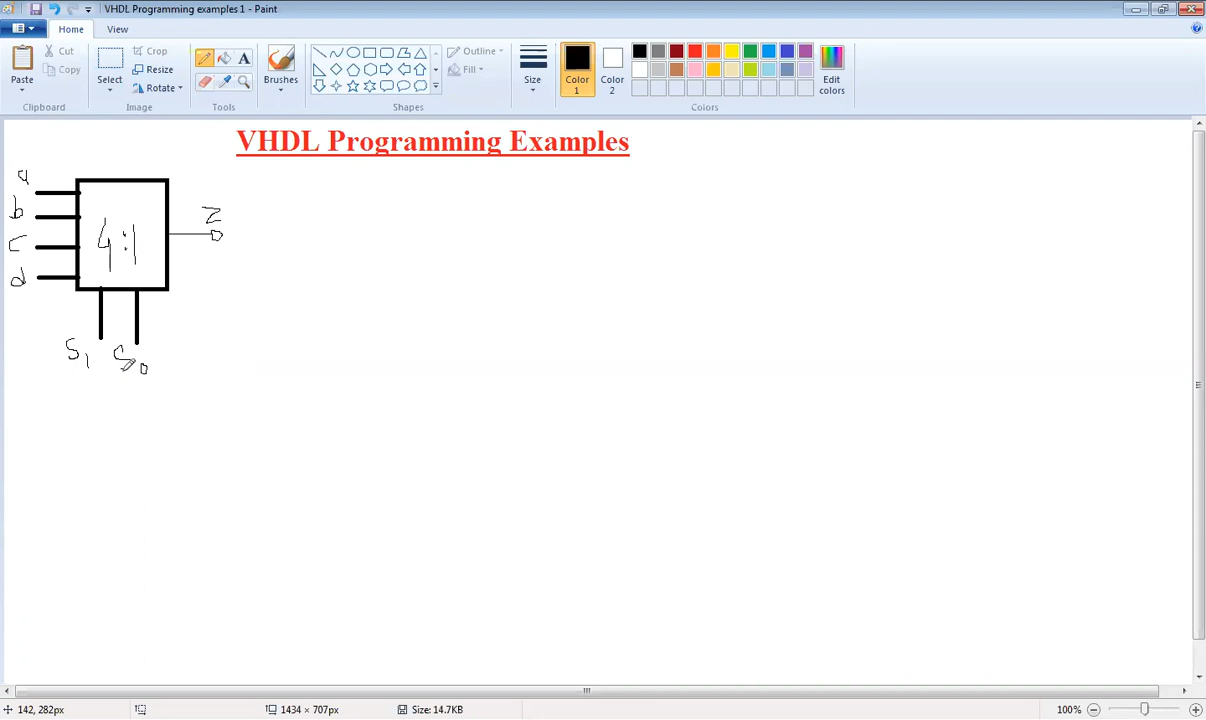 VHDL Programming examples 1 - Paint
Home View
Paste
Cut
Copy
Clipboard
Select
Crop
Resize
Rotate
Image
A
Tools
Brushes
Outline
Fill
Shapes
Size
Color 1
Color 2
Edit colors
Colors
VHDL Programming Examples
a
b
c
d
4:1
Z
S1 S0
142, 282px
1434 × 707px
Size: 14.7KB
100%